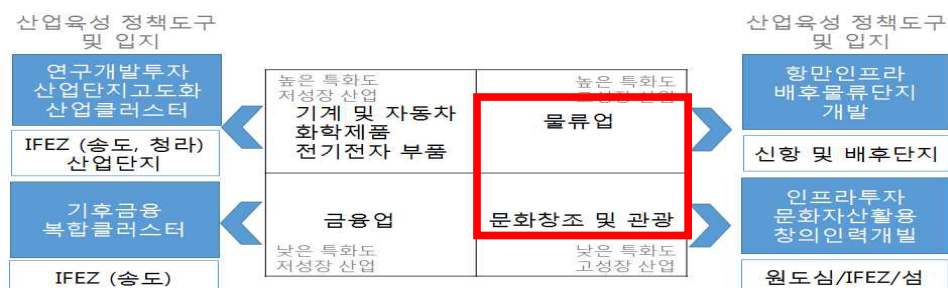 산업육성 정책도구
및 입지
연구개발투자
산업단지고도화
산업클러스터
IFEZ (송도, 청라)
산업단지
기후금융
복합클러스터
IFEZ (송도)
높은 특화도
저성장 산업
기계 및 자동차
화학제품
전기전자 부품
높은 특화도
고성장 산업
물류업
금융업
낮은 특화도
저성장 산업
문화창조 및 관광
낮은 특화도
고성장 산업
산업육성 정책도구
및 입지
항만인프라
배후물류단지
개발
신항 및 배후단지
인프라투자
문화자산활용
창의인력개빌
원도심/IFEZ/섬